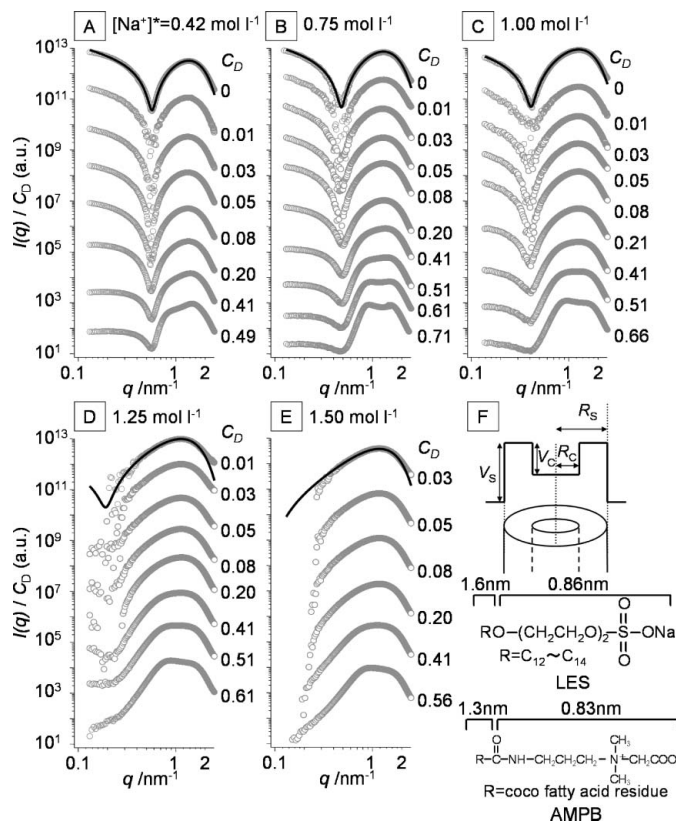 A [Na⁺]*=0.42 mol l⁻¹
B 0.75 mol l⁻¹
C 1.00 mol l⁻¹
I(q) / C_D (a.u.)
10¹³
10¹¹
10⁹
10⁷
10⁵
10³
10¹
C_D
0
0.01
0.03
0.05
0.08
0.20
0.41
0.49
C_D
0
0.01
0.03
0.05
0.08
0.20
0.41
0.51
0.61
0.71
C_D
0
0.01
0.03
0.05
0.08
0.21
0.41
0.51
0.66
0.1 1 2
0.1 1 2
0.1 1 2
q /nm⁻¹
q /nm⁻¹
q /nm⁻¹
D 1.25 mol l⁻¹
E 1.50 mol l⁻¹
F
I(q) / C_D (a.u.)
10¹³
10¹¹
10⁹
10⁷
10⁵
10³
10¹
C_D
0.01
0.03
0.05
0.08
0.20
0.41
0.51
0.61
C_D
0.03
0.05
0.08
0.20
0.41
0.56
0.1 1 2
0.1 1 2
q /nm⁻¹
q /nm⁻¹
R_S
V_S
V_C
R_C
1.6nm 0.86nm
O
RO−(CH₂CH₂O)₂−S−ONa
O
R=C₁₂~C₁₄
LES
1.3nm 0.83nm
O
CH₃
R−C−NH−CH₂CH₂CH₂−N⁺−CH₂COO
CH₃
R=coco fatty acid residue
AMPB